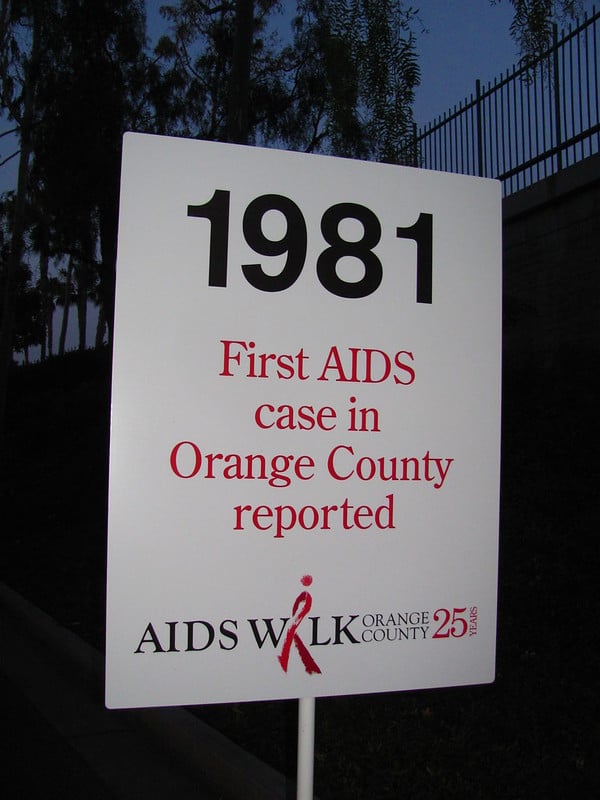 1981
First AIDS
case in
Orange County
reported
AIDS WALK ORANGE COUNTY 25 YEARS